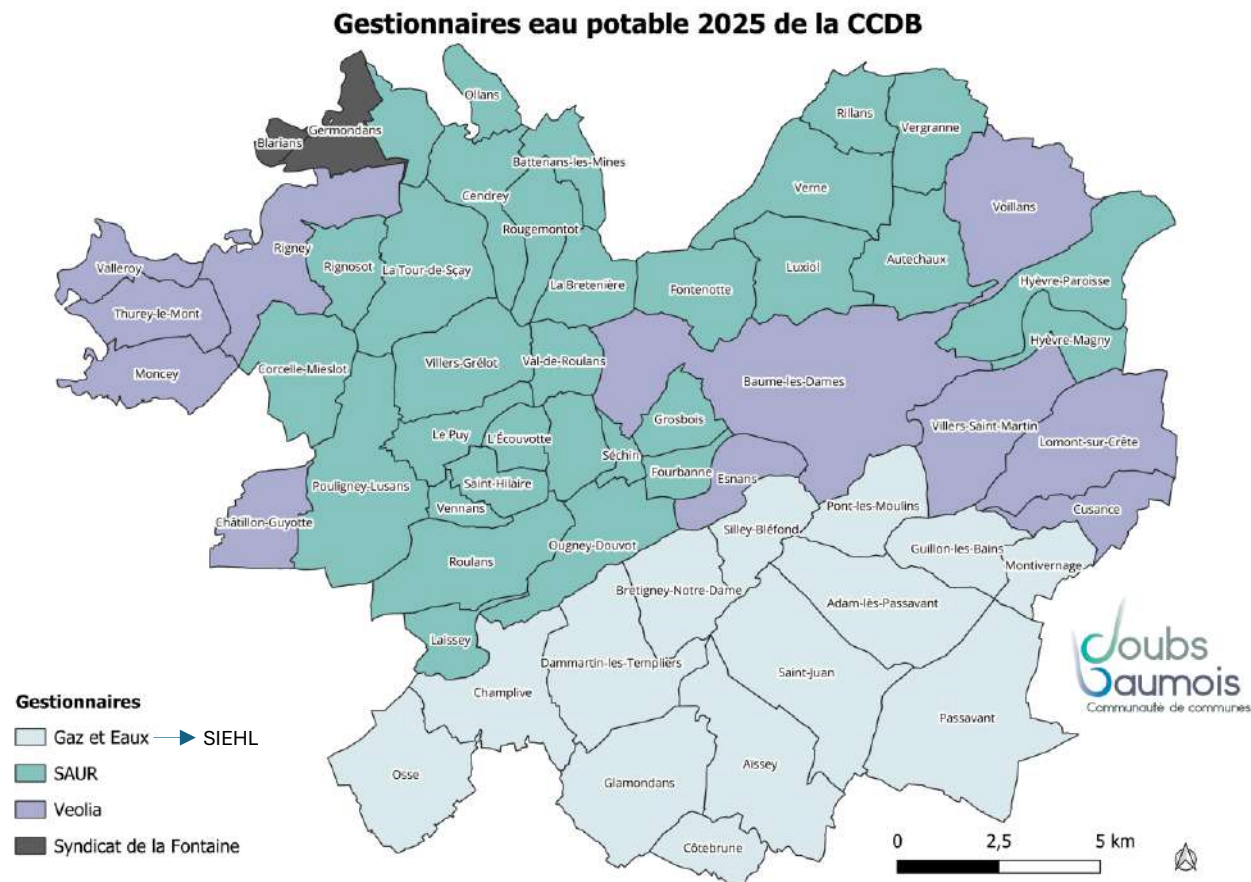 Gestionnaires eau potable 2025 de la CCDB
Ollans
Rillans
Vergranne
Germondans
Blarians
Battenans-les-Mines
Verne
Cendrey
Voillans
Rougemontot
Rigney
Autechaux
Valleroy
Rignosot
La Tour-de-Sçay
Luxiol
Hyèvre-Paroisse
La Bretenière
Fontenotte
Thurey-le-Mont
Hyèvre-Magny
Villers-Grélot
Val-de-Roulans
Corcelle-Mieslot
Moncey
Baume-les-Dames
Grosbois
Villers-Saint-Martin
Le Puy
L'Écouvotte
Lomont-sur-Crête
Séchin
Fourbanne
Esnans
Pouligney-Lusans
Saint-Hilaire
Vennans
Pont-les-Moulins
Cusance
Châtillon-Guyotte
Silley-Bléfond
Ougney-Douvot
Guillon-les-Bains
Roulans
Montivernage
Bretigney-Notre-Dame
Adam-lès-Passavant
Laissey
Dammartin-les-Templiers
Saint-Juan
Champlive
Passavant
Osse
Glamondans
Aïssey
Côtebrune
Doubs
Baumois
Communauté de communes
Gestionnaires
Gaz et Eaux SIEHL
SAUR
Veolia
Syndicat de la Fontaine
0 2,5 5 km